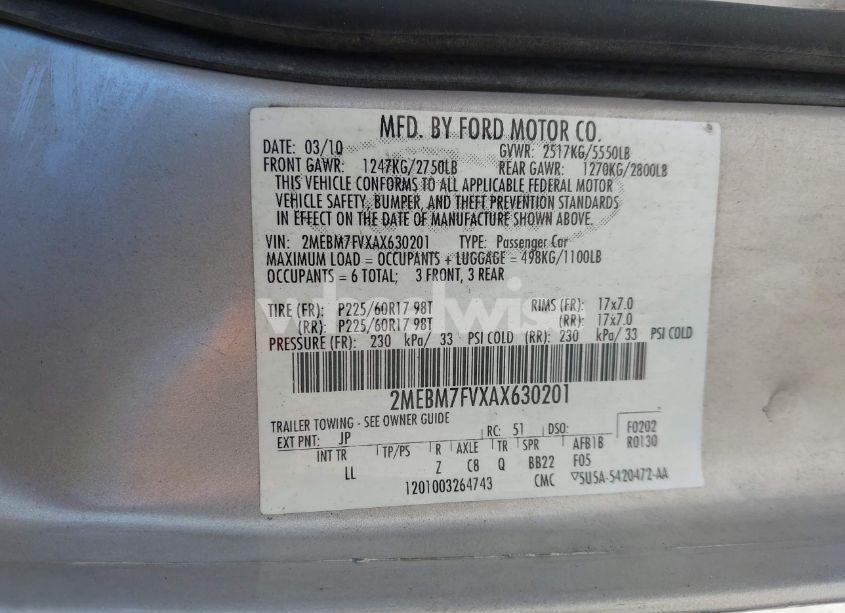 MFD. BY FORD MOTOR CO.
DATE: 03/10 GVWR: 2517KG/5550LB
FRONT GAWR: 1247KG/2750LB REAR GAWR: 1270KG/2800LB
THIS VEHICLE CONFORMS TO ALL APPLICABLE FEDERAL MOTOR
VEHICLE SAFETY, BUMPER, AND THEFT PREVENTION STANDARDS
IN EFFECT ON THE DATE OF MANUFACTURE SHOWN ABOVE.
VIN: 2MEBM7FVXAX630201 TYPE: Passenger Car
MAXIMUM LOAD = OCCUPANTS + LUGGAGE = 498KG/1100LB
OCCUPANTS = 6 TOTAL; 3 FRONT, 3 REAR
TIRE (FR): P225/60R17 98T RIMS (FR): 17x7.0
(RR): P225/60R17 98T (RR): 17x7.0
PRESSURE (FR): 230 kPa/ 33 PSI COLD (RR): 230 kPa/ 33 PSI COLD
2MEBM7FVXAX630201
TRAILER TOWING - SEE OWNER GUIDE
EXT PNT: JP RC: 51 DSO: F0202
INT TR TP/PS R AXLE TR SPR AFB1B R0130
LL Z C8 Q BB22 F05
1201003264743 CMC ▽5U5A-5420472-AA